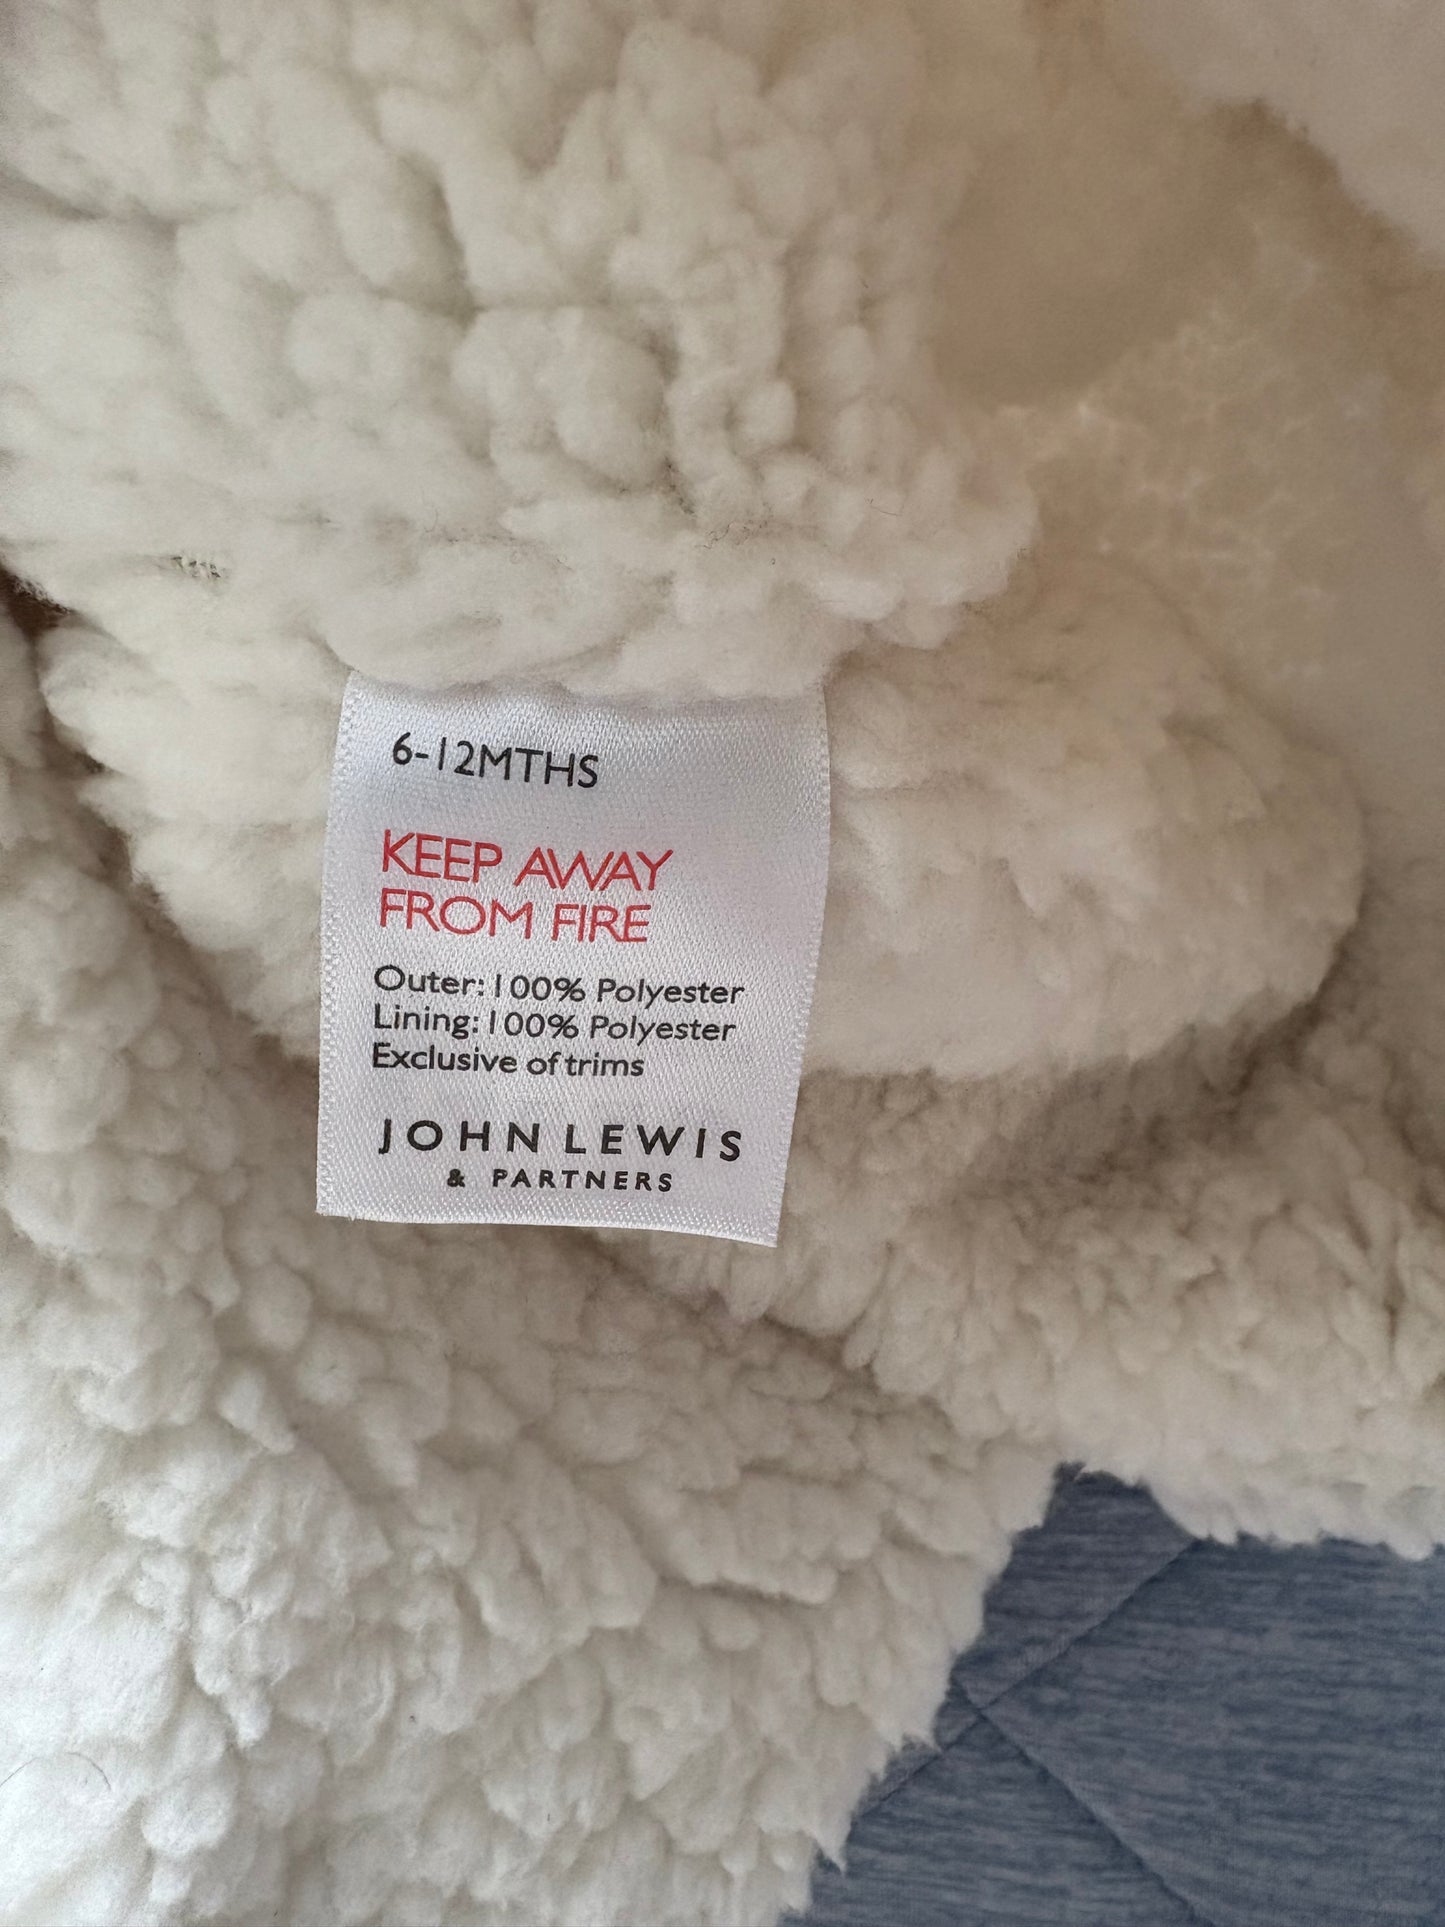 6-12MTHS
KEEP AWAY
FROM FIRE
Outer: 100% Polyester
Lining: 100% Polyester
Exclusive of trims
JOHN LEWIS
& PARTNERS